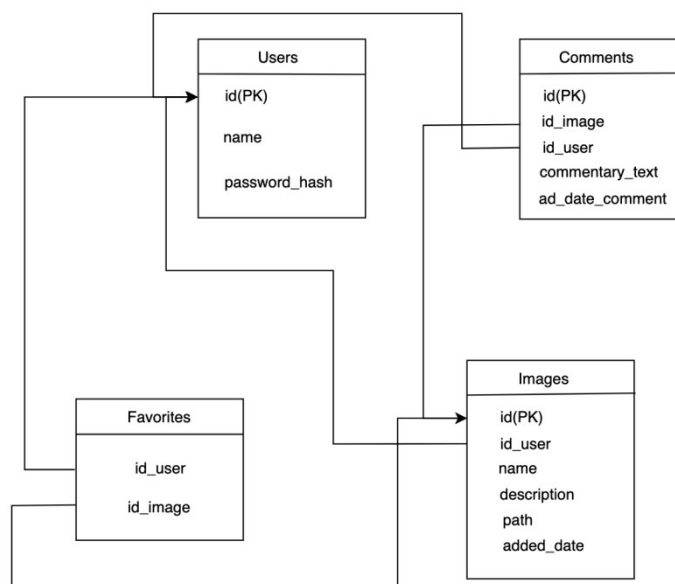 Users
id(PK)
name
password_hash
Comments
id(PK)
id_image
id_user
commentary_text
ad_date_comment
Favorites
id_user
id_image
Images
id(PK)
id_user
name
description
path
added_date